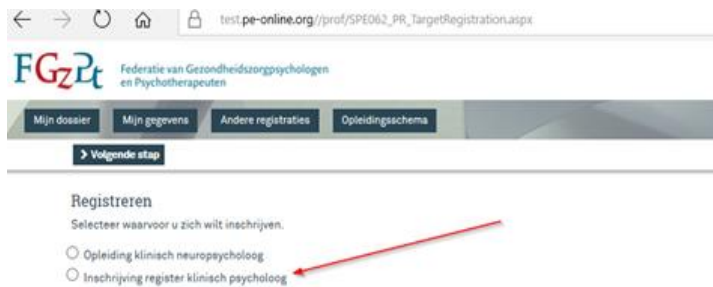 test.pe-online.org//prof/SPE062_PR_TargetRegistration.aspx
FGzPt
Federatie van Gezondheidszorgpsychologen
en Psychotherapeuten
Mijn dossier Mijn gegevens Andere registraties Opleidingsschema
Volgende stap
Registreren
Selecteer waarvoor u zich wilt inschrijven.
Opleiding klinisch neuropsycholoog
Inschrijving register klinisch psycholoog